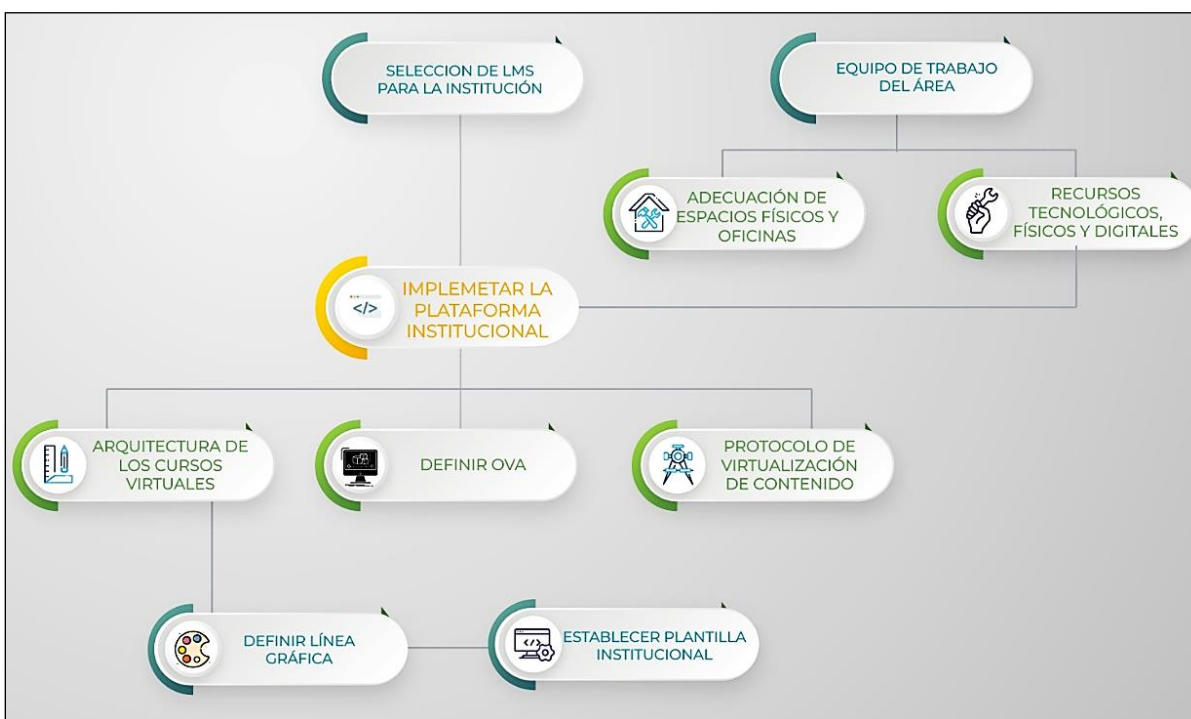 SELECCION DE LMS
PARA LA INSTITUCIÓN
EQUIPO DE TRABAJO
DEL ÁREA
ADECUACIÓN DE
ESPACIOS FÍSICOS Y
OFICINAS
RECURSOS
TECNOLÓGICOS,
FÍSICOS Y DIGITALES
IMPLEMETAR LA
PLATAFORMA
INSTITUCIONAL
</>
ARQUITECTURA DE
LOS CURSOS
VIRTUALES
DEFINIR OVA
PROTOCOLO DE
VIRTUALIZACIÓN
DE CONTENIDO
DEFINIR LÍNEA
GRÁFICA
</>
ESTABLECER PLANTILLA
INSTITUCIONAL